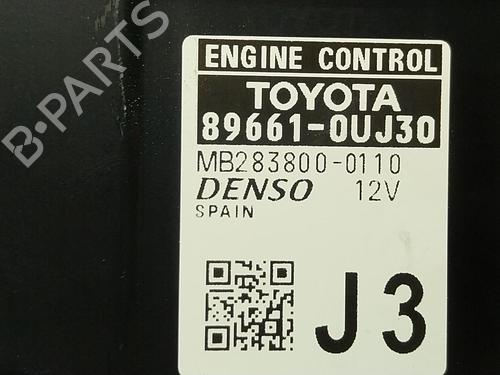 B-PARTS
ENGINE CONTROL
TOYOTA
89661-0UJ30
MB283800-0110
DENSO 12V
SPAIN
J3